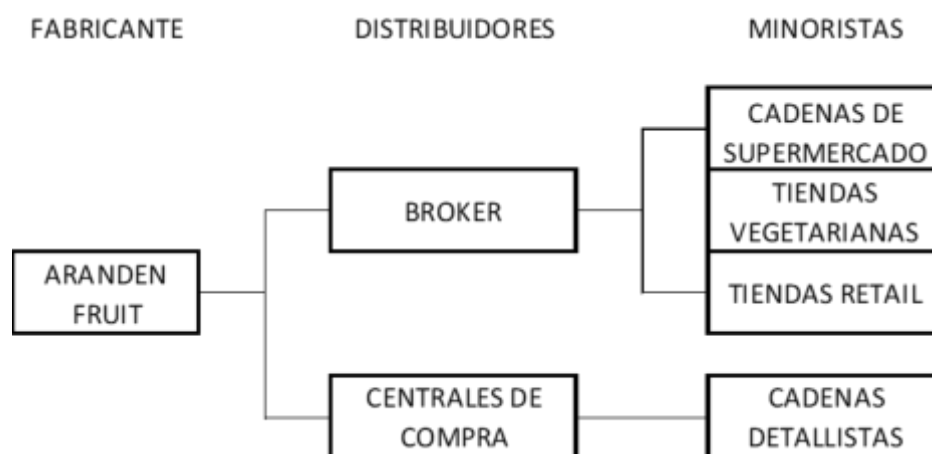 FABRICANTE
DISTRIBUIDORES
MINORISTAS
CADENAS DE
SUPERMERCADO
BROKER
TIENDAS
VEGETARIANAS
ARANDEN
FRUIT
TIENDAS RETAIL
CENTRALES DE
COMPRA
CADENAS
DETALLISTAS